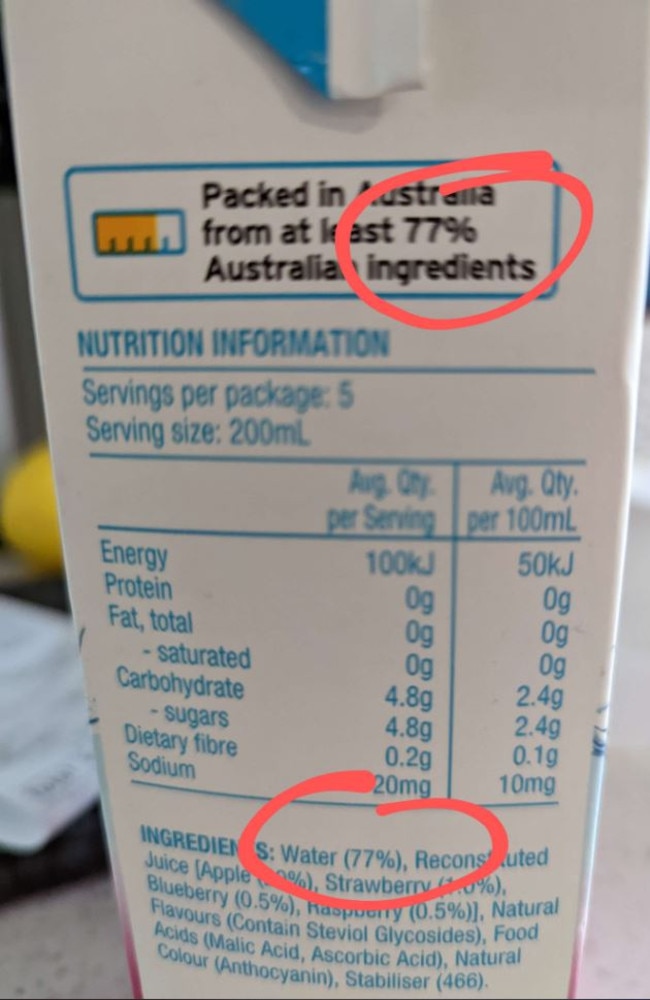 Packed in Australia
from at least 77%
Australian ingredients
NUTRITION INFORMATION
Servings per package: 5
Serving size: 200mL
Avg. Qty. Avg. Qty.
per Serving per 100mL
Energy 100kJ 50kJ
Protein 0g 0g
Fat, total 0g 0g
- saturated 0g 0g
Carbohydrate 4.8g 2.4g
- sugars 4.8g 2.4g
Dietary fibre 0.2g 0.1g
Sodium 20mg 10mg
INGREDIENTS: Water (77%), Reconstituted
Juice [Apple Strawberry
Blueberry (0.5%), Raspberry (0.5%)], Natural
Flavours (Contain Steviol Glycosides), Food
Acids (Malic Acid, Ascorbic Acid), Natural
Colour (Anthocyanin), Stabiliser (466).